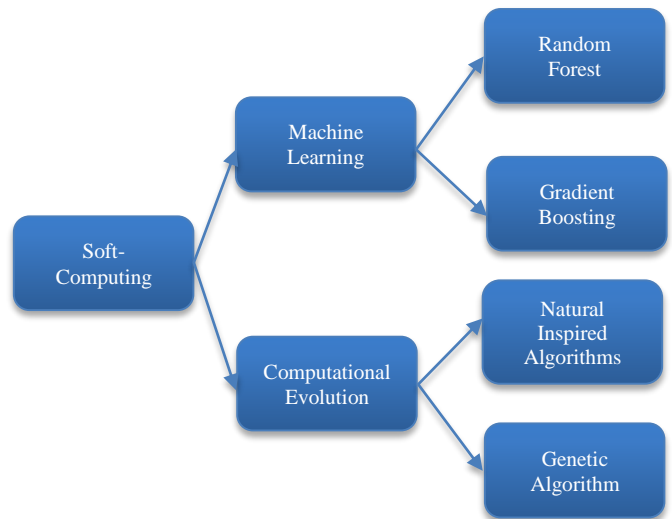 Random
Forest
Machine
Learning
Gradient
Boosting
Soft-
Computing
Natural
Inspired
Algorithms
Computational
Evolution
Genetic
Algorithm